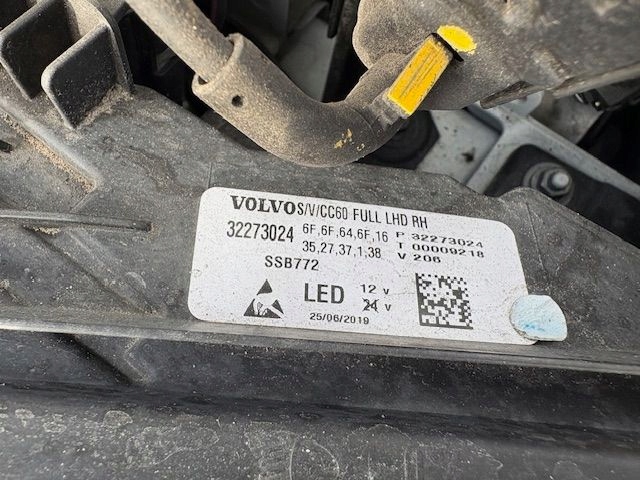 VOLVO S/V/CC60 FULL LHD RH
32273024 6F,6F,64,6F,16 P 32273024
35,27,37,1,38 T 00009218
SSB772 V 206
LED 12 v
24 v
25/06/2019